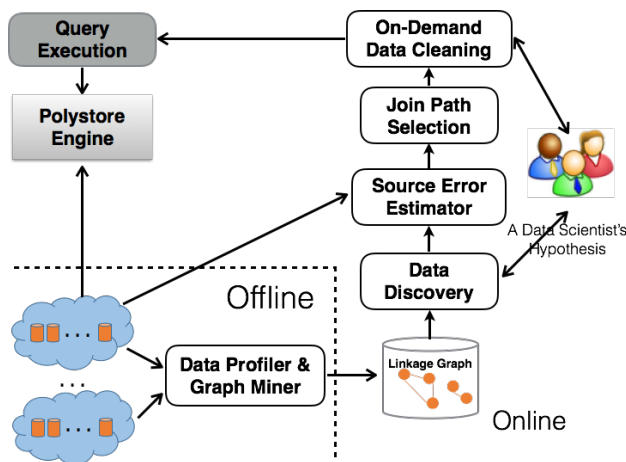 Query
Execution
On-Demand
Data Cleaning
Polystore
Engine
Join Path
Selection
Source Error
Estimator
A Data Scientist's
Hypothesis
Data
Discovery
Offline
...
Data Profiler &
Graph Miner
Linkage Graph
...
...
Online